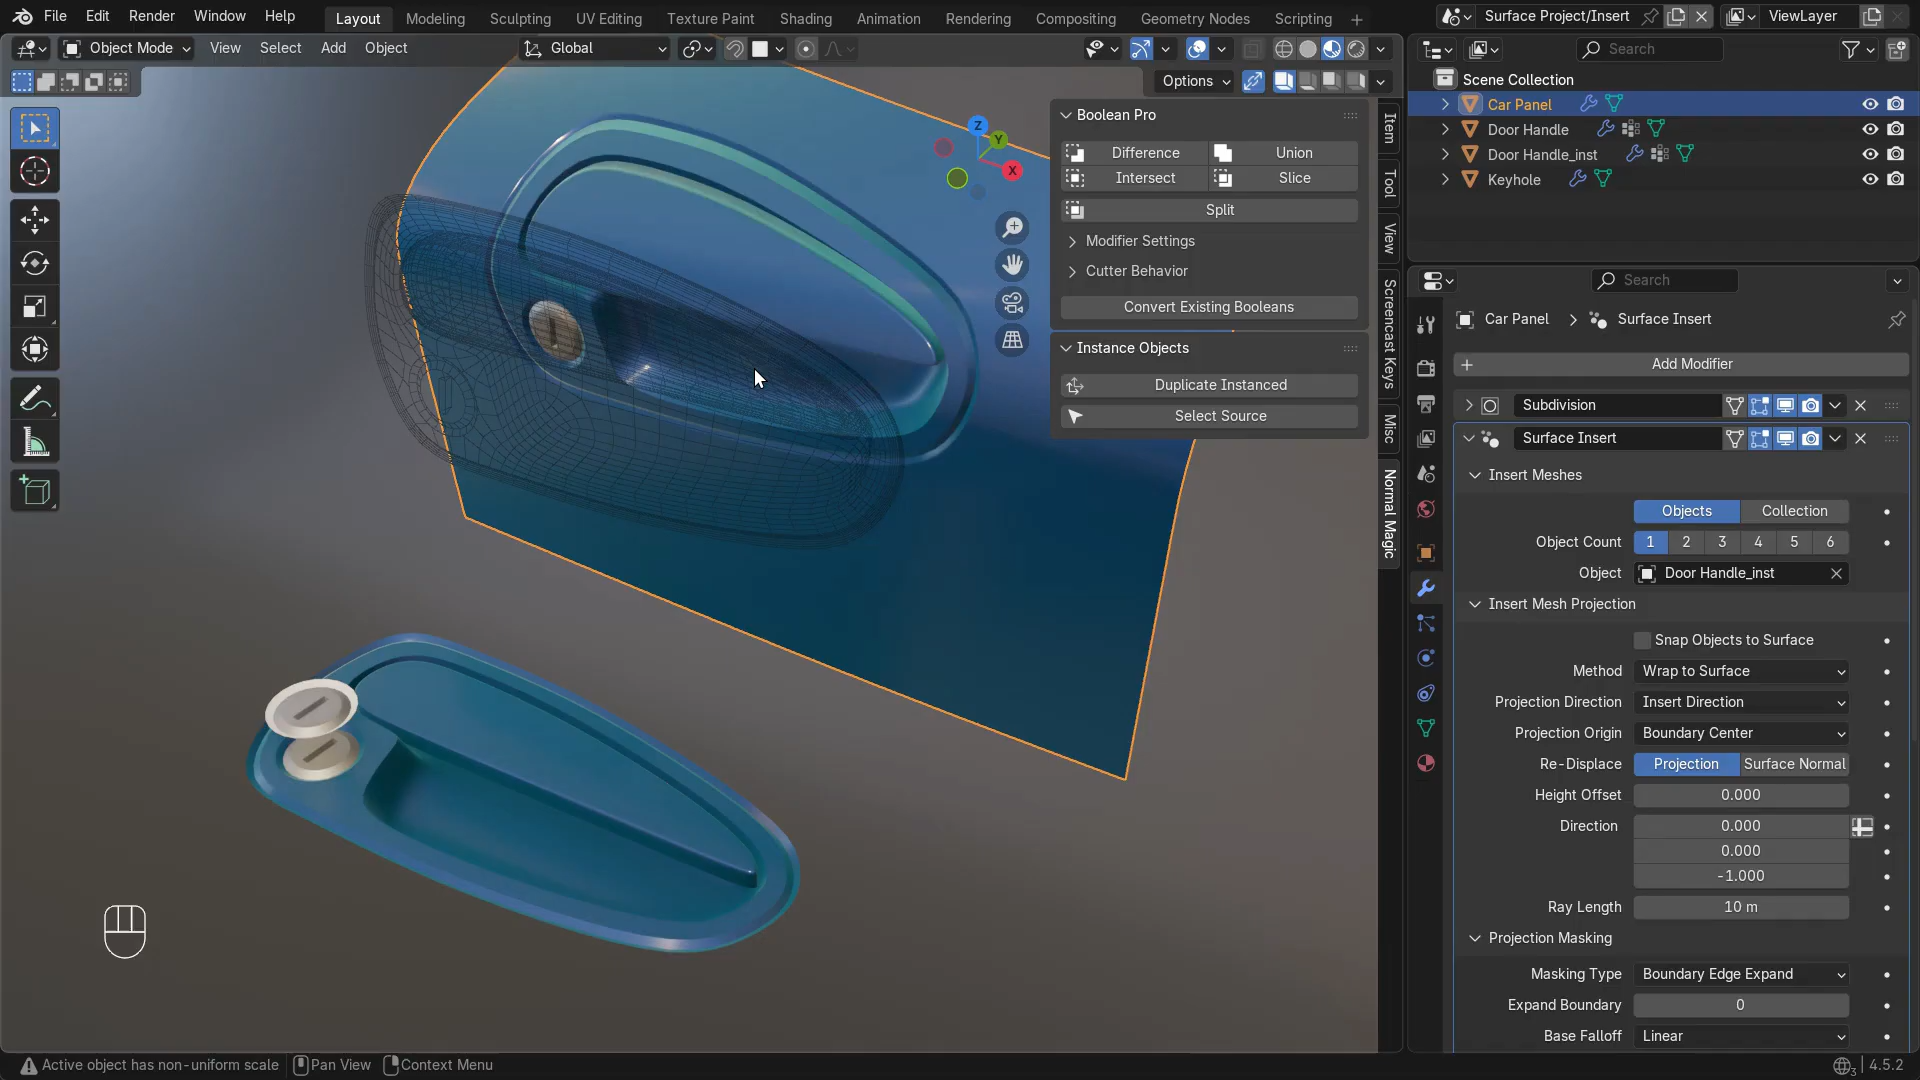 File Edit Render Window Help Layout Modeling Sculpting UV Editing Texture Paint Shading Animation Rendering Compositing Geometry Nodes Scripting + Surface Project/Insert ViewLayer
Object Mode View Select Add Object Global
Options
Boolean Pro
Difference Union
Intersect Slice
Split
Modifier Settings
Cutter Behavior
Convert Existing Booleans
Instance Objects
Duplicate Instanced
Select Source
Z
Y
X
Item
Tool
View
Screencast Keys
Misc
Normal Magic
Search
Scene Collection
Car Panel
Door Handle
Door Handle_inst
Keyhole
Search
Car Panel Surface Insert
Add Modifier
Subdivision
Surface Insert
Insert Meshes
Objects Collection
Object Count 1 2 3 4 5 6
Object Door Handle_inst
Insert Mesh Projection
Snap Objects to Surface
Method Wrap to Surface
Projection Direction Insert Direction
Projection Origin Boundary Center
Re-Displace Projection Surface Normal
Height Offset 0.000
Direction 0.000
0.000
-1.000
Ray Length 10 m
Projection Masking
Masking Type Boundary Edge Expand
Expand Boundary 0
Base Falloff Linear
Active object has non-uniform scale Pan View Context Menu 3 4.5.2